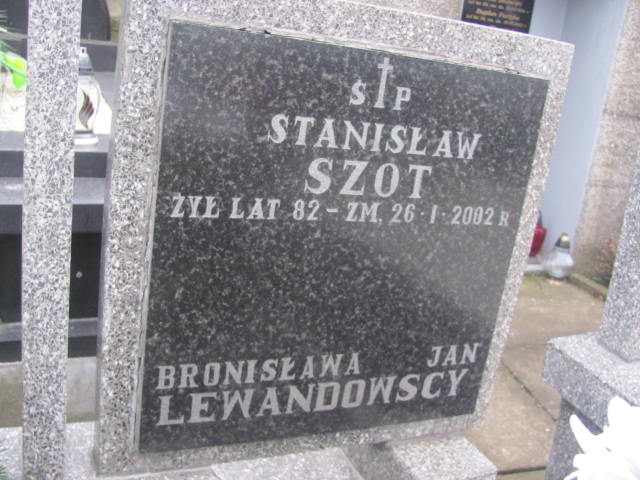 Ś P
STANISŁAW
SZOT
ŻYŁ LAT 82 - ZM, 26 · I · 2002 R
BRONISŁAWA JAN
LEWANDOWSCY